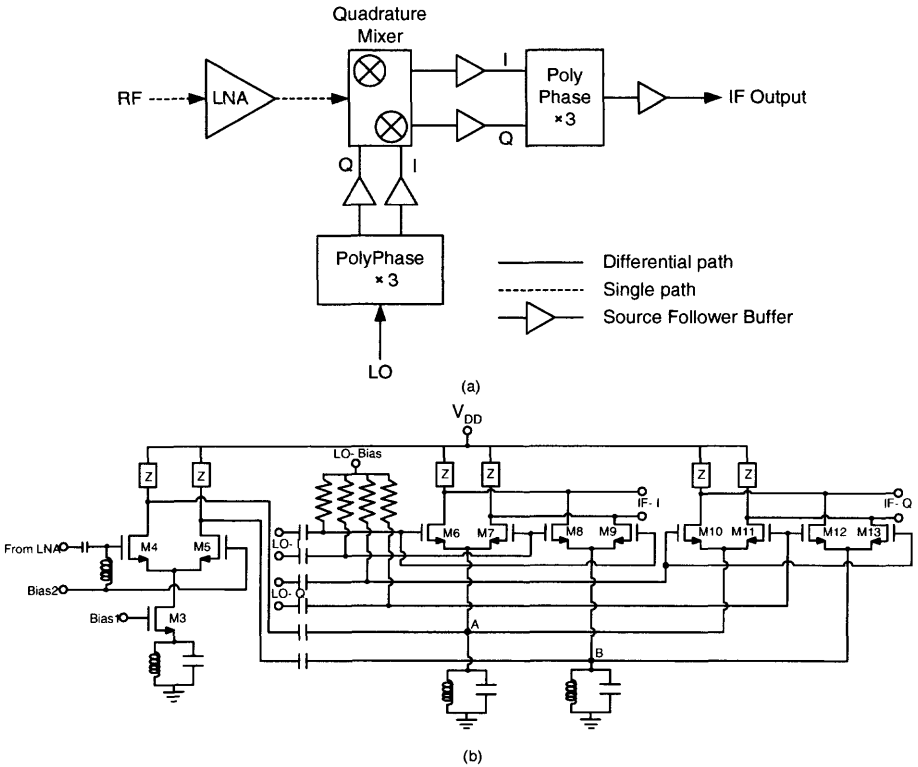 Quadrature
Mixer
RF
LNA
I
Q
Poly
Phase
×3
IF Output
Q
I
PolyPhase
×3
LO
Differential path
Single path
Source Follower Buffer
(a)
V DD
LO- Bias
Z
Z
Z
Z
Z
Z
IF- I
IF- Q
From LNA
M4
M5
LO-
M6
M7
M8
M9
M10
M11
M12
M13
Bias2
LO- Q
Bias1
M3
A
B
(b)